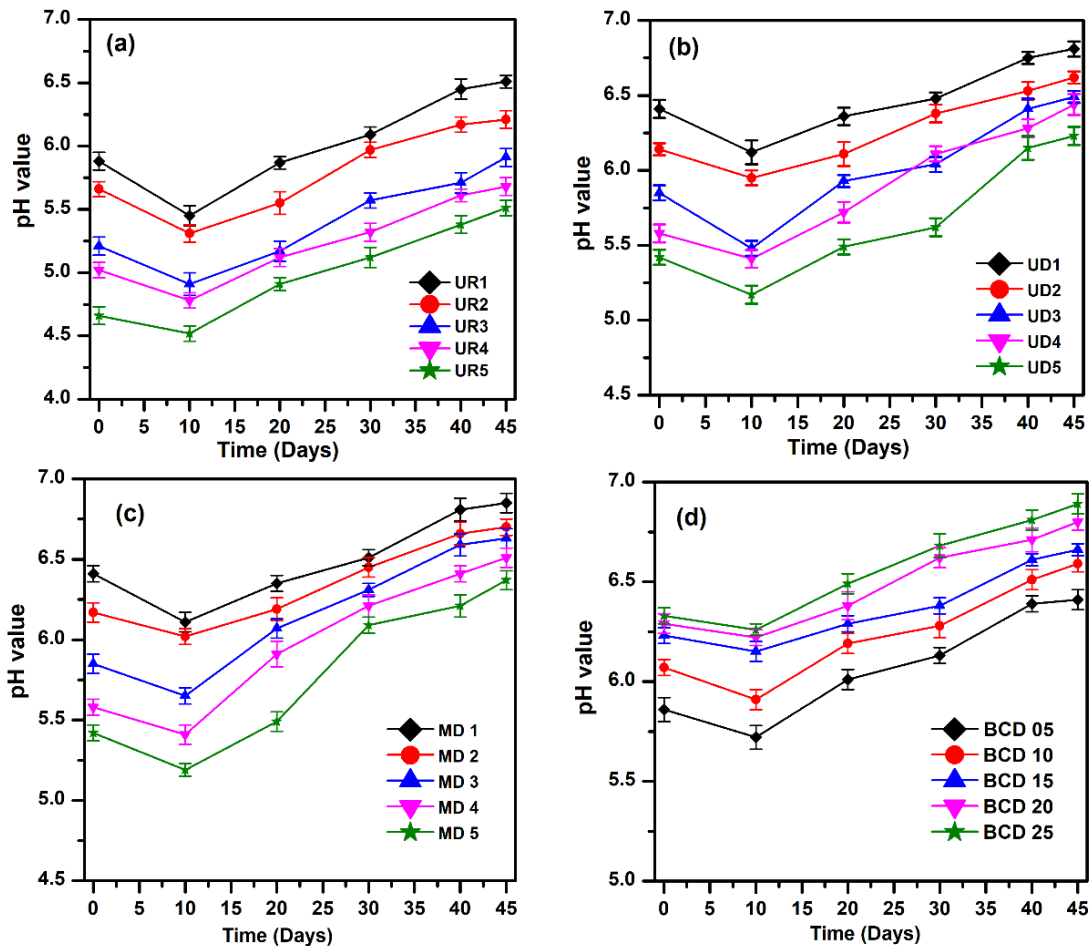 (a)
pH value
7.0
6.5
6.0
5.5
5.0
4.5
4.0
UR1
UR2
UR3
UR4
UR5
0 5 10 15 20 25 30 35 40 45
Time (Days)
(b)
pH value
7.0
6.5
6.0
5.5
5.0
4.5
UD1
UD2
UD3
UD4
UD5
0 5 10 15 20 25 30 35 40 45
Time (Days)
(c)
pH value
7.0
6.5
6.0
5.5
5.0
4.5
MD 1
MD 2
MD 3
MD 4
MD 5
0 5 10 15 20 25 30 35 40 45
Time (Days)
(d)
pH value
7.0
6.5
6.0
5.5
5.0
BCD 05
BCD 10
BCD 15
BCD 20
BCD 25
0 5 10 15 20 25 30 35 40 45
Time (Days)